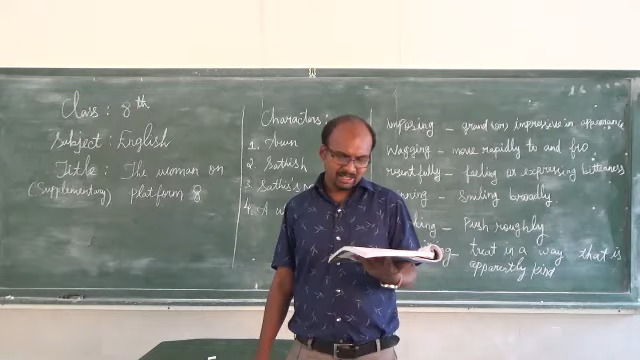 Class : 8th
Subject : English
Title : The woman on
(Supplementary) Platform 8
Characters :
1. Arun
2. Sathish
3. Sathis's
4. A
imposing – grand (or) impressive in appearance
Wagging – move rapidly to and fro
resentfully – feeling or expressing bitterness
– Smiling broadly
– Push roughly
– treat in a way that is
apparently kind